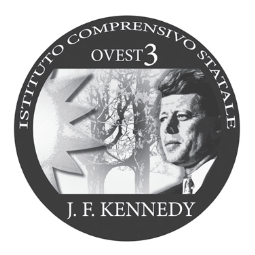 ISTITUTO COMPRENSIVO STATALE
OVEST 3
J. F. KENNEDY